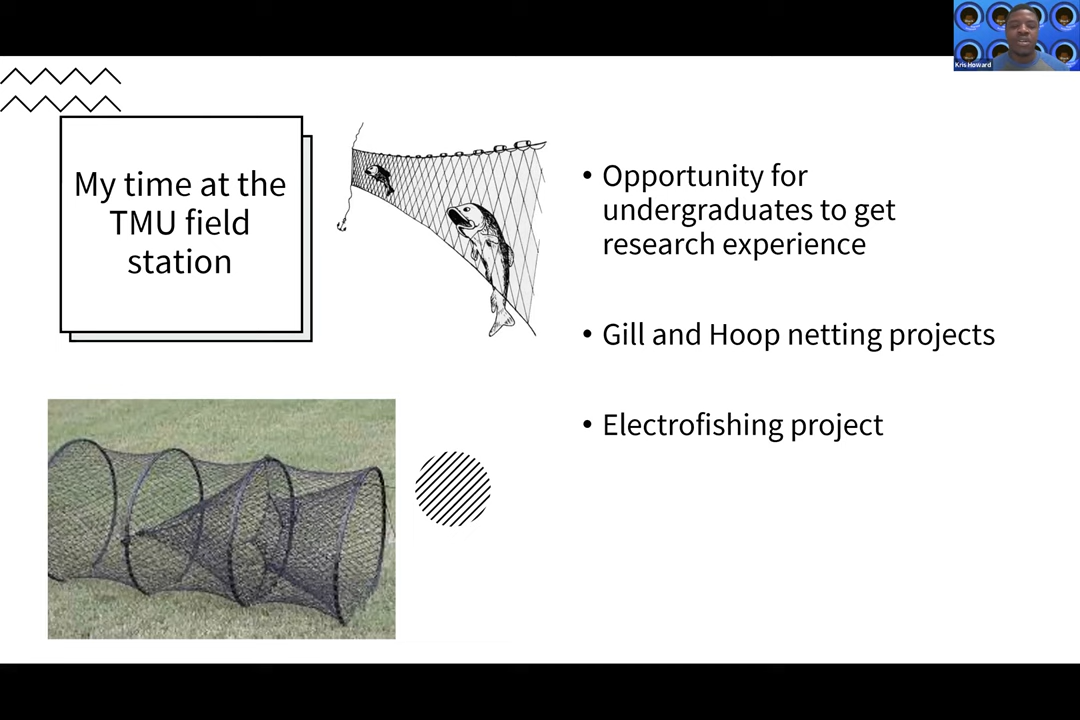 Kris Howard
My time at the
TMU field
station
• Opportunity for
undergraduates to get
research experience
• Gill and Hoop netting projects
• Electrofishing project